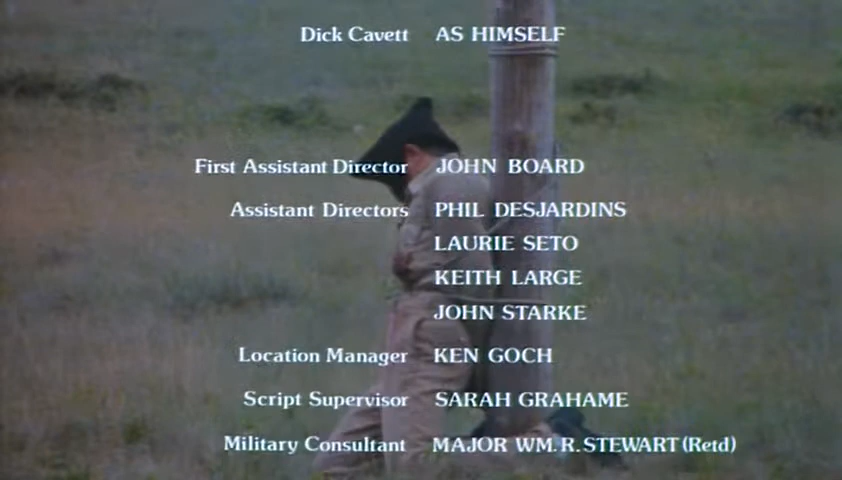 Dick Cavett AS HIMSELF
First Assistant Director JOHN BOARD
Assistant Directors PHIL DESJARDINS
LAURIE SETO
KEITH LARGE
JOHN STARKE
Location Manager KEN GOCH
Script Supervisor SARAH GRAHAME
Military Consultant MAJOR WM. R. STEWART (Retd)